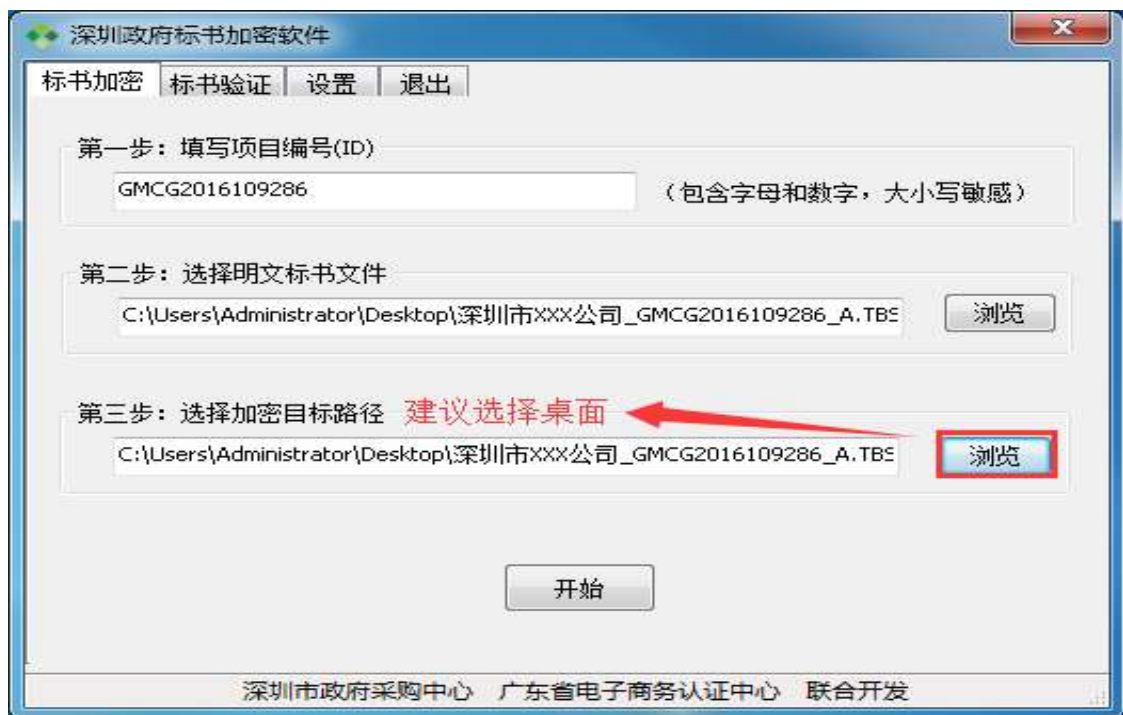 深圳政府标书加密软件
标书加密 标书验证 设置 退出
第一步：填写项目编号(ID)
GMCG2016109286 （包含字母和数字，大小写敏感）
第二步：选择明文标书文件
C:\Users\Administrator\Desktop\深圳市XXX公司_GMCG2016109286_A.TBS 浏览
第三步：选择加密目标路径 建议选择桌面
C:\Users\Administrator\Desktop\深圳市XXX公司_GMCG2016109286_A.TBS 浏览
开始
深圳市政府采购中心 广东省电子商务认证中心 联合开发